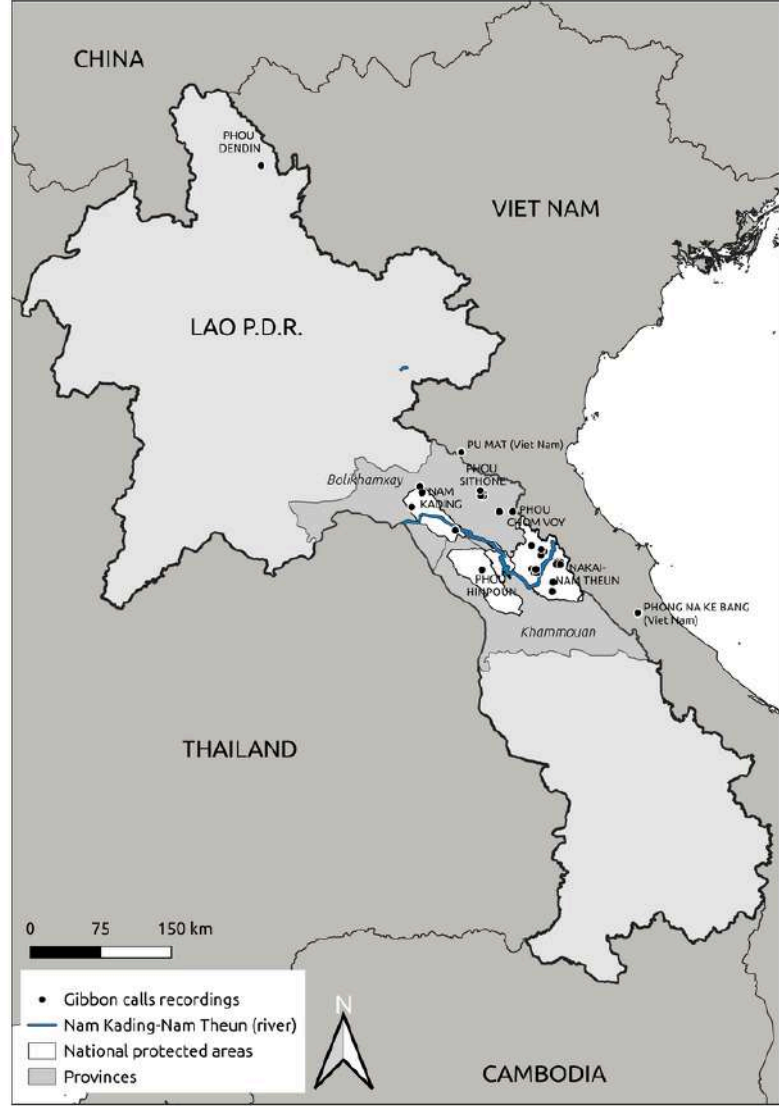 CHINA
PHOU
DENDIN
VIET NAM
LAO P.D.R.
PU MAT (Viet Nam)
PHOU
SITHONE
Bolikhamxay
NAM
KADING
PHOU
CHOM VOY
NAKAI-
NAM THEUN
PHOU
HINPOUN
PHONG NA KE BANG
(Viet Nam)
Khammouan
THAILAND
0 75 150 km
Gibbon calls recordings
Nam Kading-Nam Theun (river)
National protected areas
Provinces
N
CAMBODIA